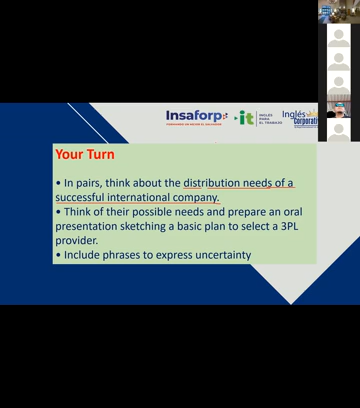 Insaforp
it
INGLÉS
PARA
EL TRABAJO
Inglés
Corporativo
Your Turn
• In pairs, think about the distribution needs of a
successful international company.
• Think of their possible needs and prepare an oral
presentation sketching a basic plan to select a 3PL
provider.
• Include phrases to express uncertainty